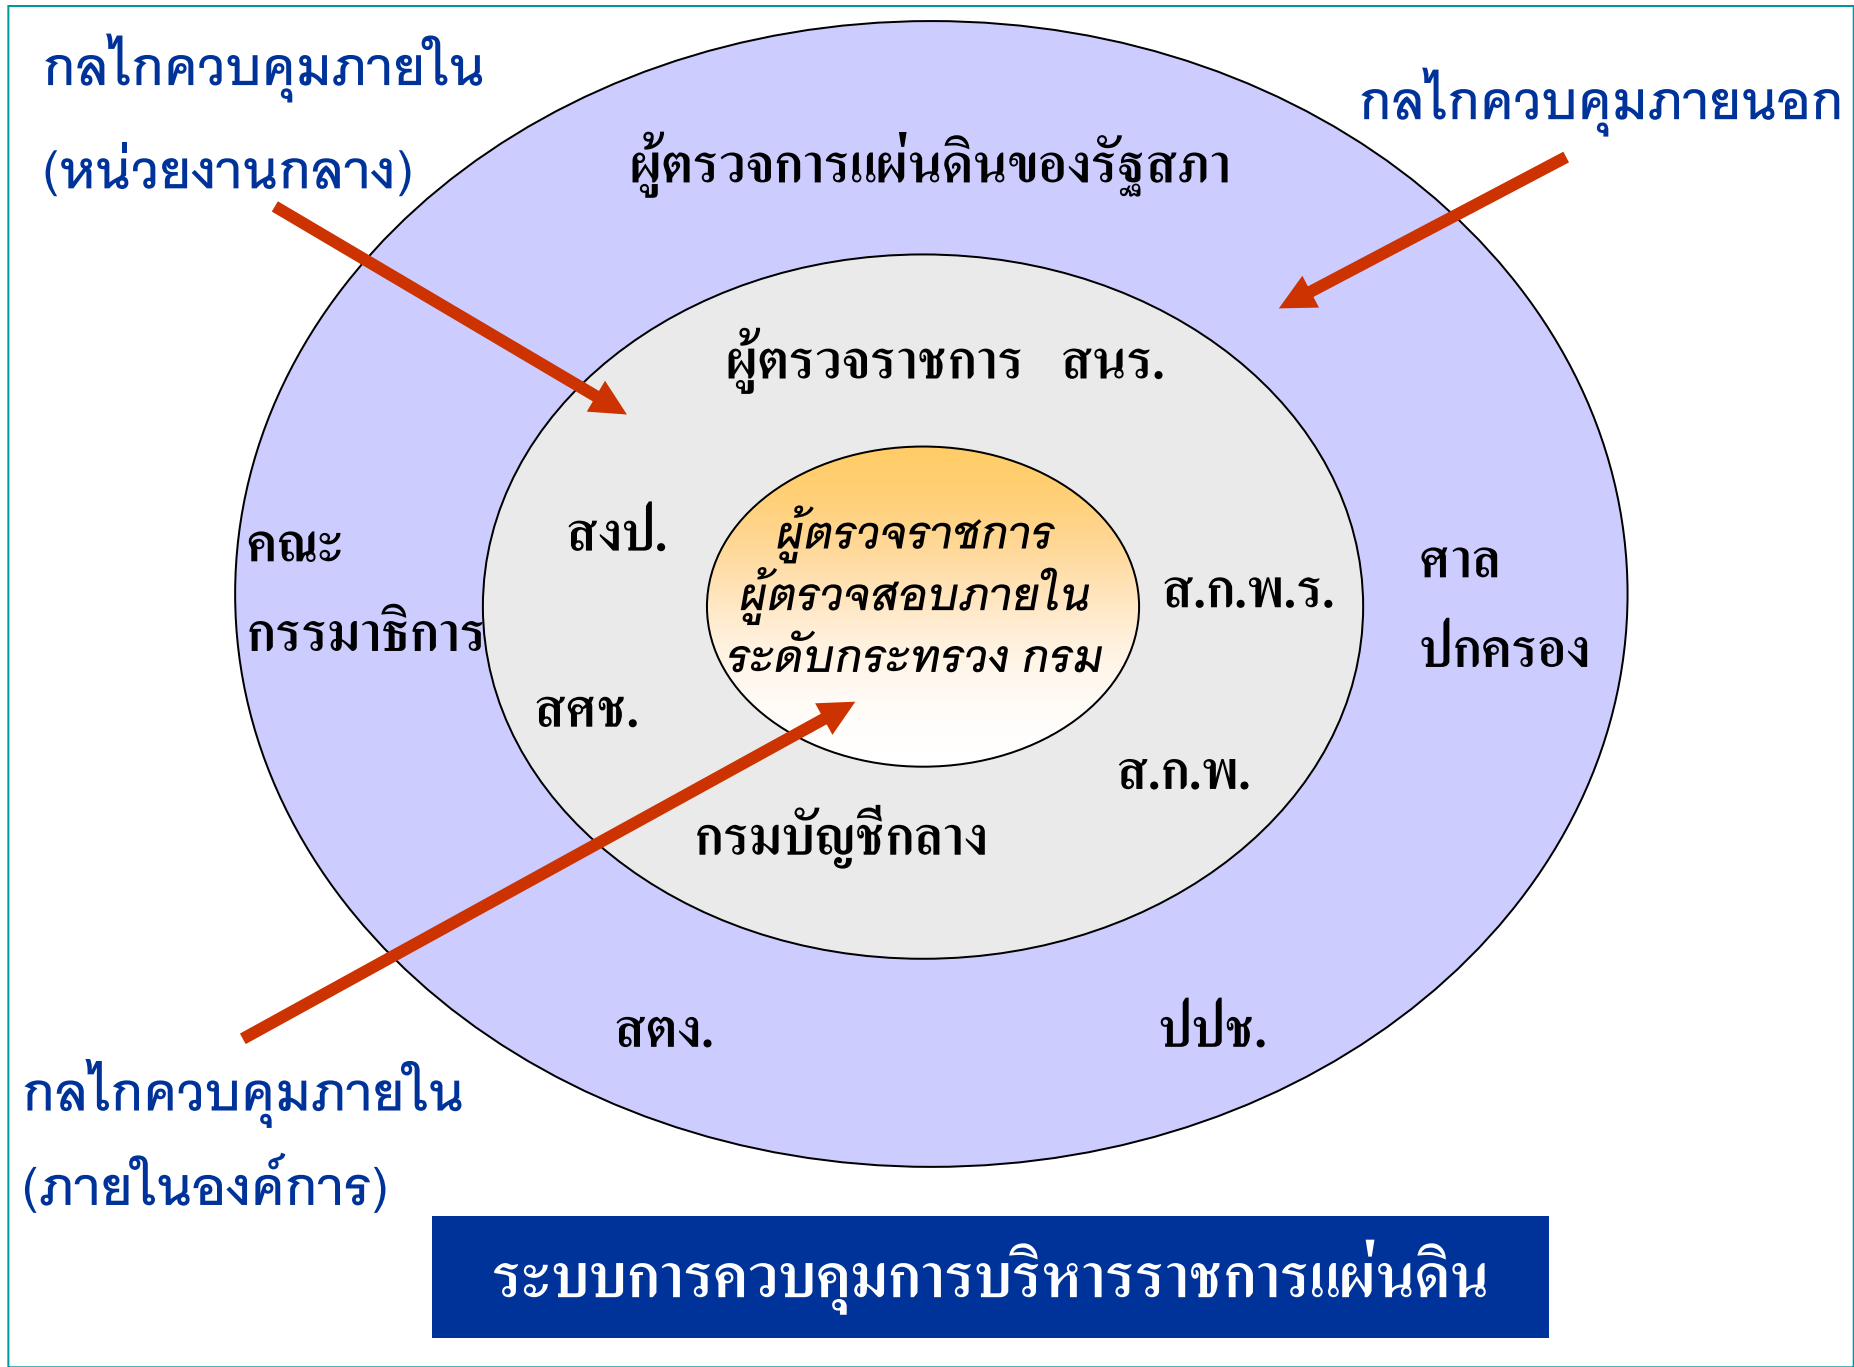 กลไกควบคุมภายใน
(หน่วยงานกลาง)
กลไกควบคุมภายนอก
ผู้ตรวจการแผ่นดินของรัฐสภา
ผู้ตรวจราชการ สนร.
สงป.
ผู้ตรวจราชการ
ผู้ตรวจสอบภายใน
ระดับกระทรวง กรม
ส.ก.พ.ร.
คณะ
กรรมาธิการ
ศาล
ปกครอง
สศช.
ส.ก.พ.
กรมบัญชีกลาง
สตง.
ปปช.
กลไกควบคุมภายใน
(ภายในองค์การ)
ระบบการควบคุมการบริหารราชการแผ่นดิน